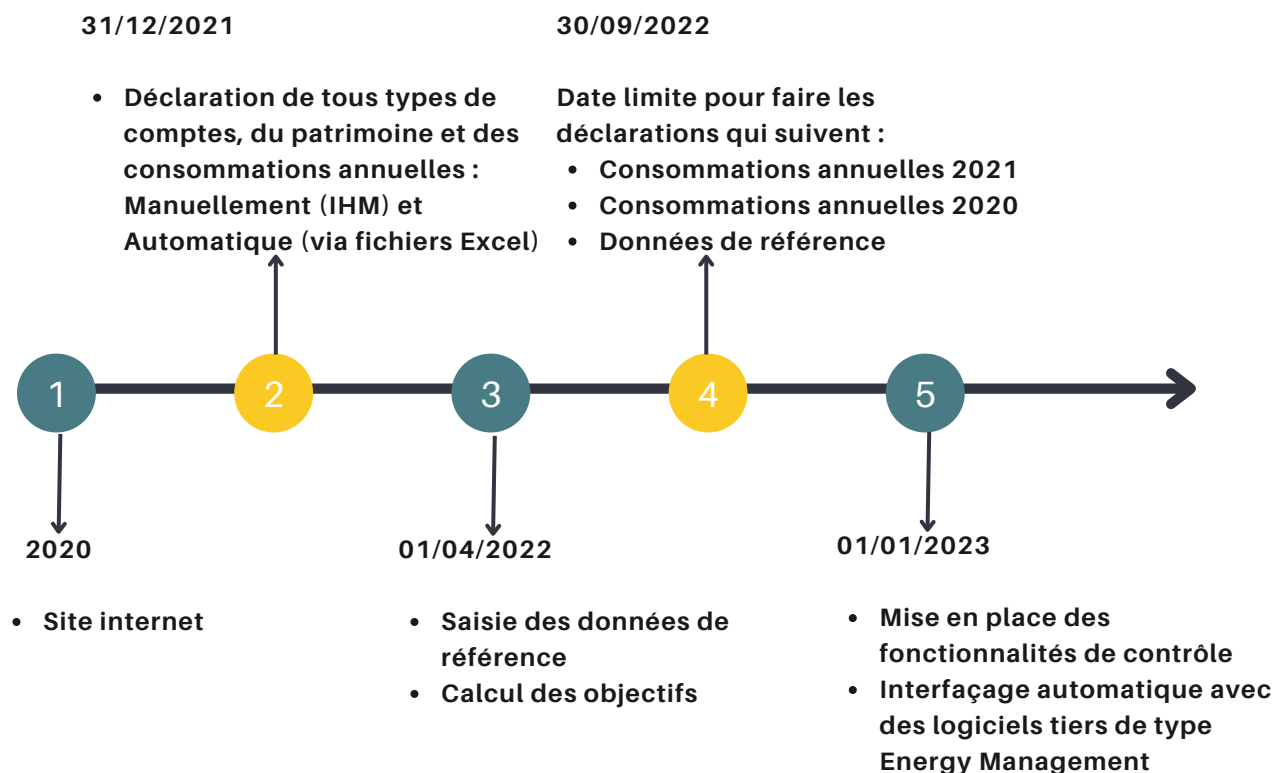 31/12/2021
• Déclaration de tous types de
comptes, du patrimoine et des
consommations annuelles :
Manuellement (IHM) et
Automatique (via fichiers Excel)
30/09/2022
Date limite pour faire les
déclarations qui suivent :
• Consommations annuelles 2021
• Consommations annuelles 2020
• Données de référence
1
2
3
4
5
2020
• Site internet
01/04/2022
• Saisie des données de
référence
• Calcul des objectifs
01/01/2023
• Mise en place des
fonctionnalités de contrôle
• Interfaçage automatique avec
des logiciels tiers de type
Energy Management